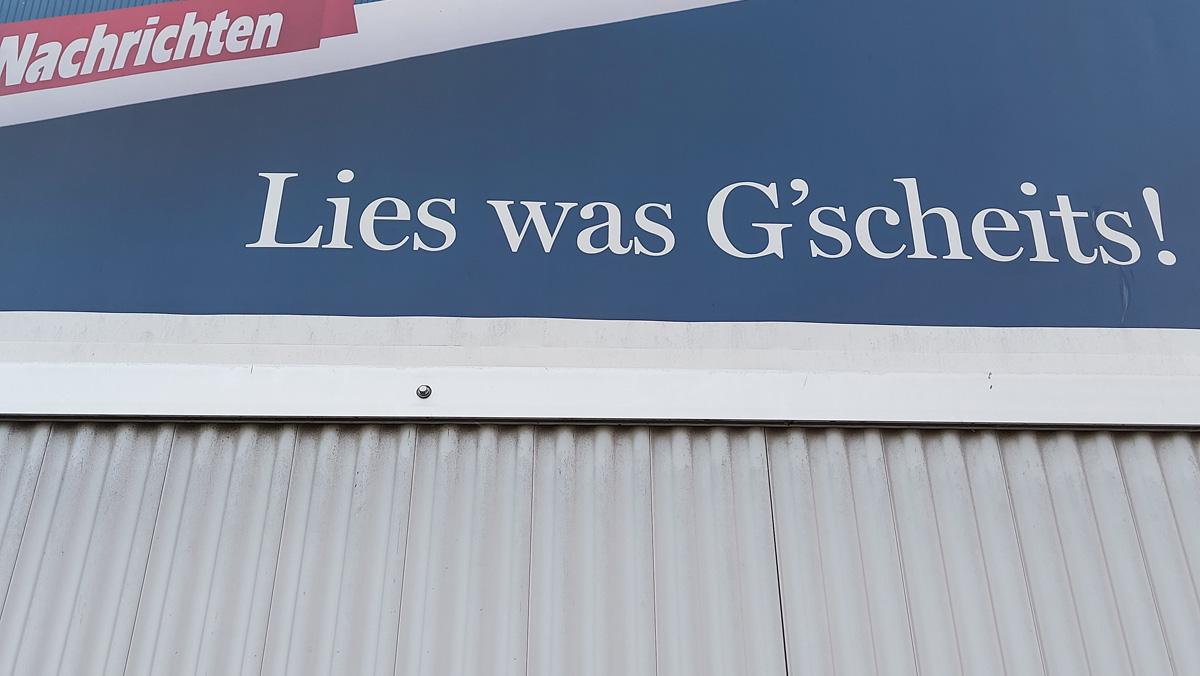 Nachrichten
Lies was G'scheits!